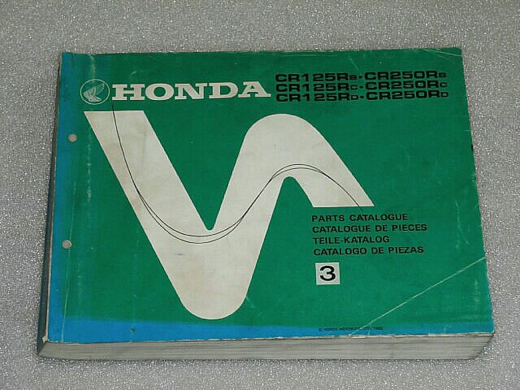 HONDA
CR125RB·CR250RB
CR125RC·CR250RC
CR125RD·CR250RD
PARTS CATALOGUE
CATALOGUE DE PIECES
TEILE-KATALOG
CATALOGO DE PIEZAS
3